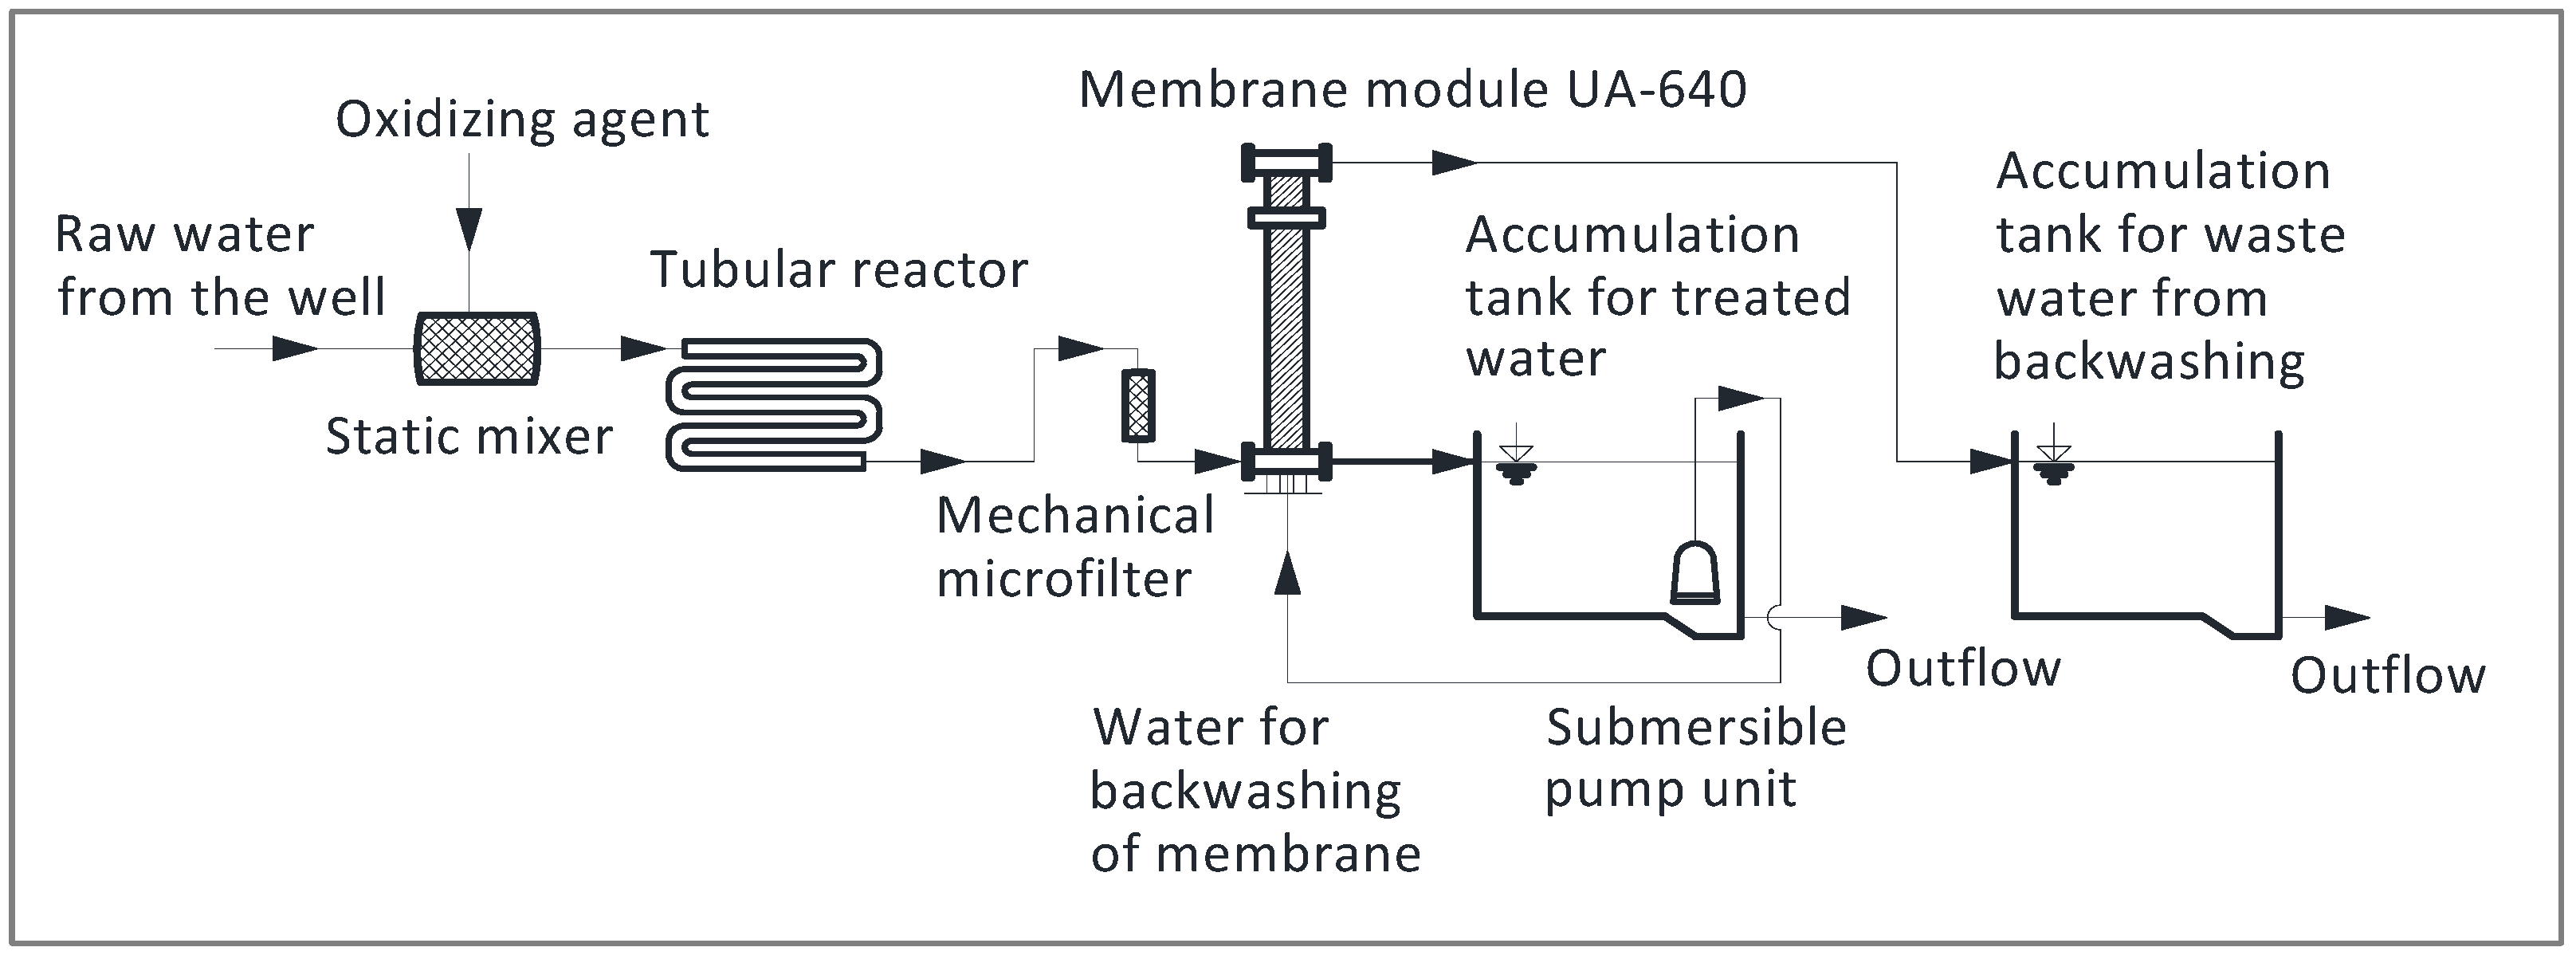 Membrane module UA-640
Oxidizing agent
Raw water
from the well
Tubular reactor
Static mixer
Mechanical
microfilter
Accumulation
tank for treated
water
Accumulation
tank for waste
water from
backwashing
Outflow
Outflow
Water for
backwashing
of membrane
Submersible
pump unit